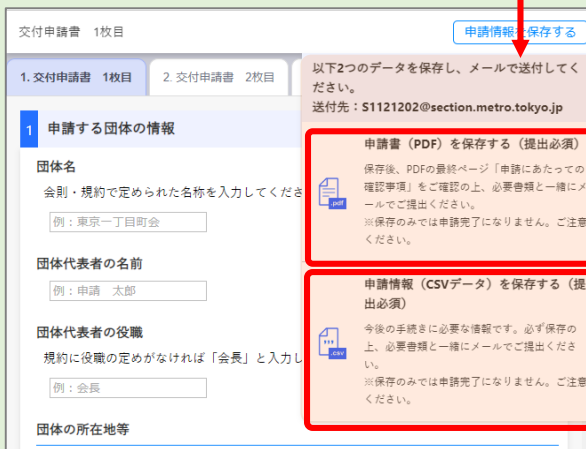 交付申請書 1枚目
申請情報を保存する
1. 交付申請書 1枚目
2. 交付申請書 2枚目
1 申請する団体の情報
団体名
会則・規約で定められた名称を入力してくださ
例：東京一丁目町会
団体代表者の名前
例：申請 太郎
団体代表者の役職
規約に役職の定めがなければ「会長」と入力し
例：会長
団体の所在地等
以下2つのデータを保存し、メールで送付してく
ださい。
送付先：S1121202@section.metro.tokyo.jp
申請書（PDF）を保存する（提出必須）
保存後、PDFの最終ページ「申請にあたっての
確認事項」をご確認の上、必要書類と一緒にメ
ールでご提出ください。
※保存のみでは申請完了になりません。ご注意
ください。
.pdf
申請情報（CSVデータ）を保存する（提
出必須）
今後の手続きに必要な情報です。必ず保存の
上、必要書類と一緒にメールでご提出くださ
い。
※保存のみでは申請完了になりません。ご注意
ください。
.csv